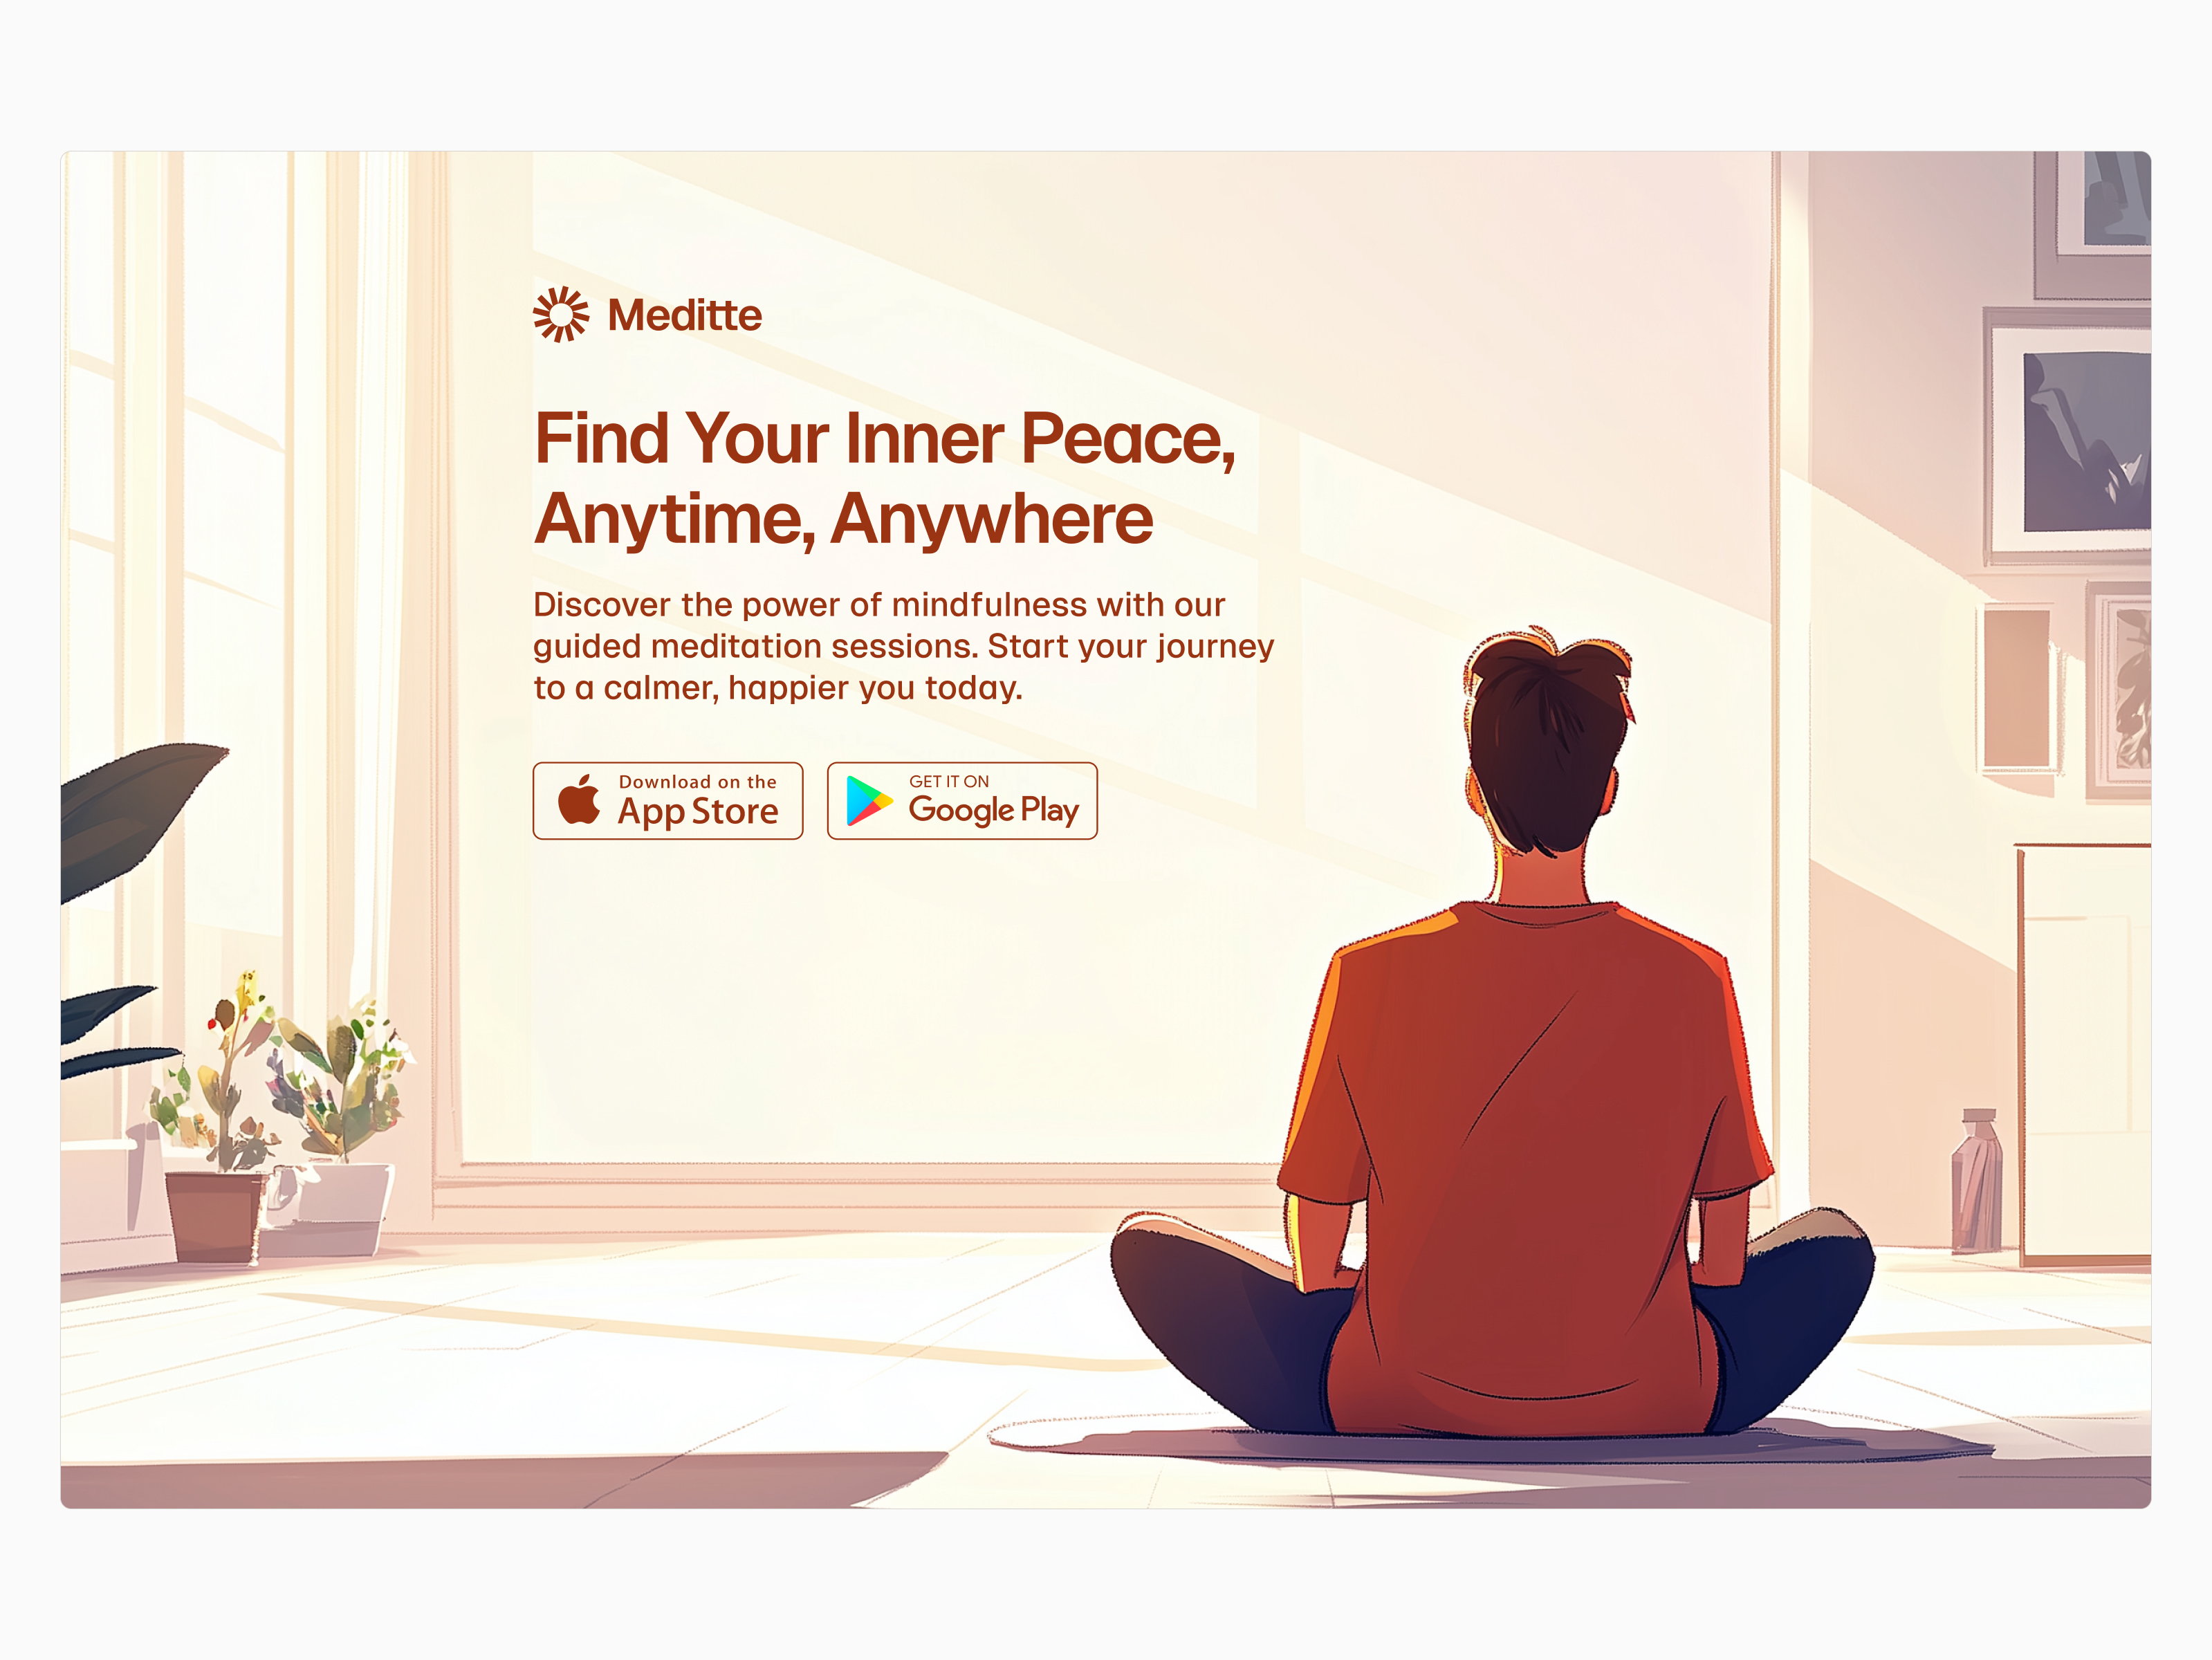 Meditte
Find Your Inner Peace,
Anytime, Anywhere
Discover the power of mindfulness with our
guided meditation sessions. Start your journey
to a calmer, happier you today.
Download on the
App Store
GET IT ON
Google Play